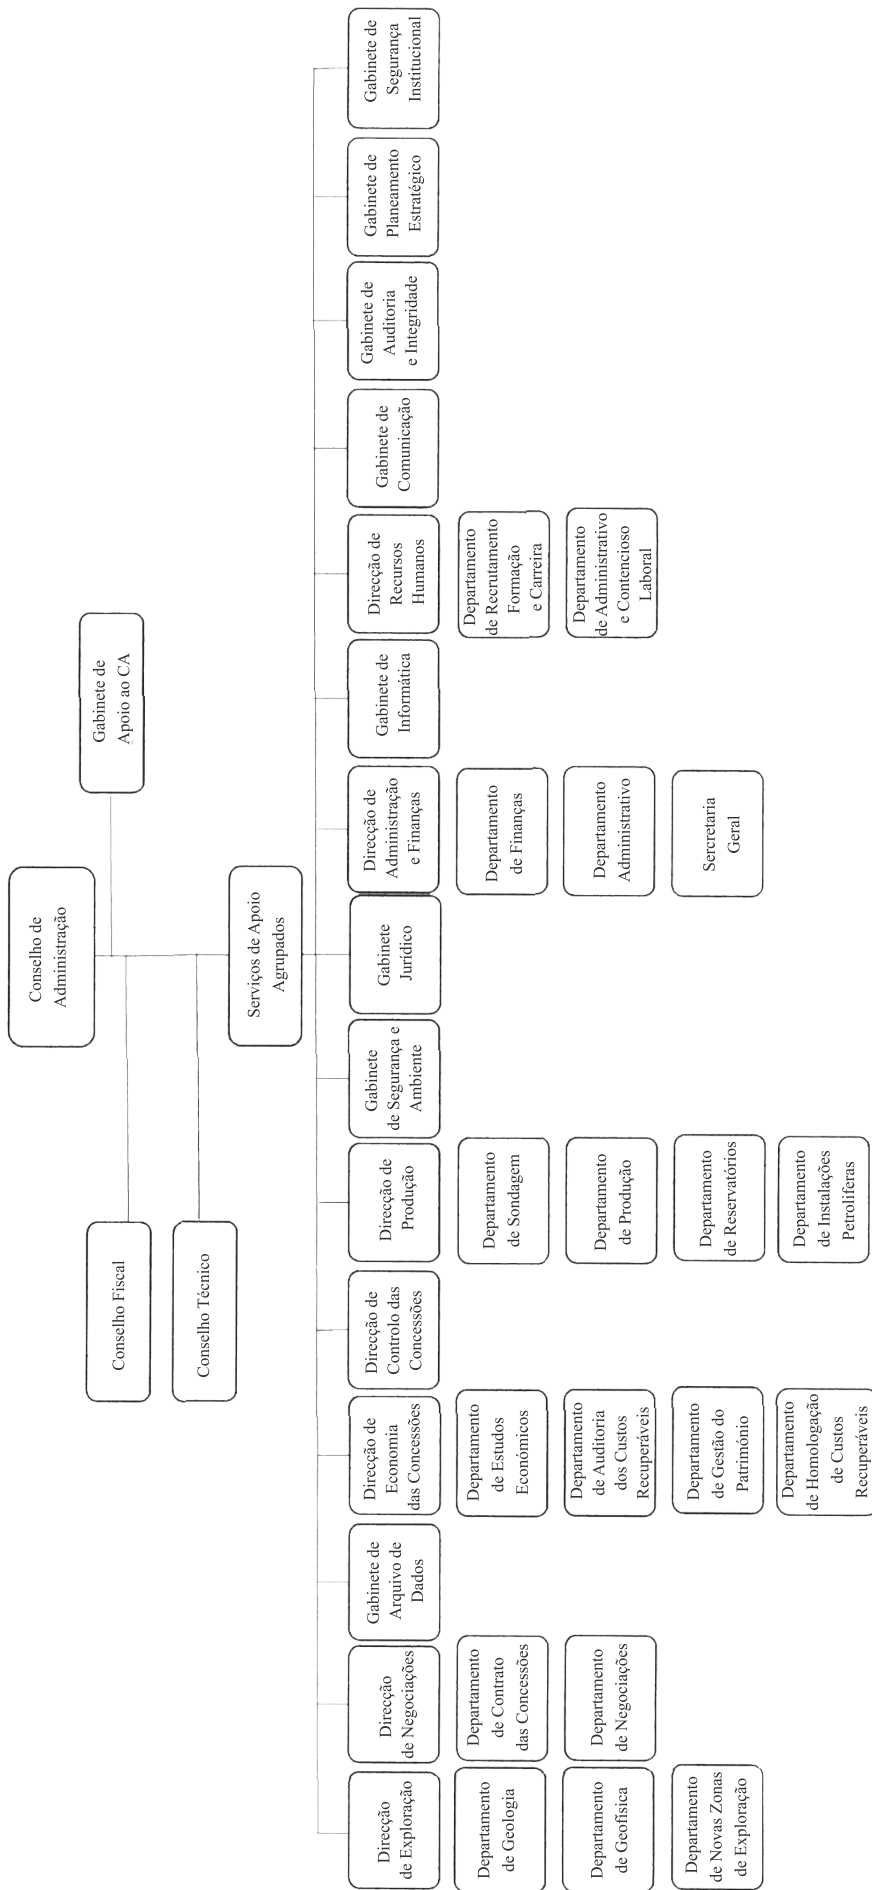 Conselho de
Administração
Gabinete de
Apoio ao CA
Conselho Fiscal
Conselho Técnico
Serviços de Apoio
Agrupados
Direcção
de Exploração
Direcção
de Negociações
Gabinete de
Arquivo de
Dados
Direcção de
Economia
das Concessões
Direcção de
Controlo das
Concessões
Direcção de
Produção
Gabinete
de Segurança e
Ambiente
Gabinete
Jurídico
Direcção de
Administração
e Finanças
Gabinete de
Informática
Direcção de
Recursos
Humanos
Gabinete de
Comunicação
Gabinete de
Auditoria
e Integridade
Gabinete de
Planeamento
Estratégico
Gabinete de
Segurança
Institucional
Departamento
de Geologia
Departamento
de Contrato
das Concessões
Departamento
de Estudos
Económicos
Departamento
de Sondagem
Departamento
de Finanças
Departamento
de Recrutamento
Formação
e Carreira
Departamento
de Geofísica
Departamento
de Negociações
Departamento
de Auditoria
dos Custos
Recuperáveis
Departamento
de Produção
Departamento
Administrativo
Departamento
de Administrativo
e Contencioso
Laboral
Departamento
de Novas Zonas
de Exploração
Departamento
de Gestão do
Património
Departamento
de Reservatórios
Sercretaria
Geral
Departamento
de Homologação
de Custos
Recuperáveis
Departamento
de Instalações
Petrolíferas